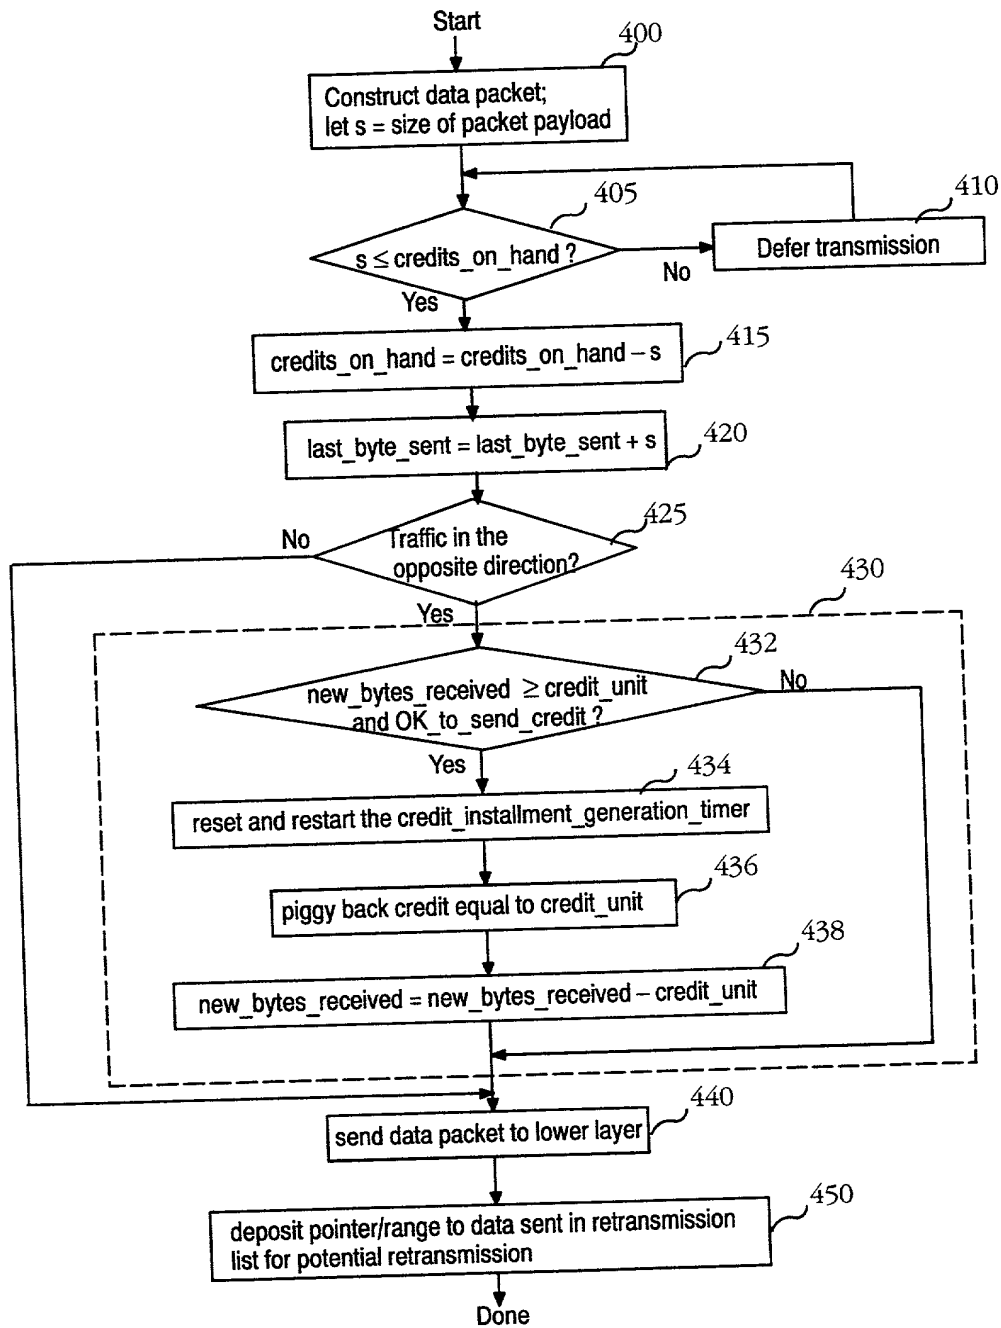 Start
400
Construct data packet;
let s = size of packet payload
405
410
s ≤ credits_on_hand ?
Defer transmission
No
Yes
415
credits_on_hand = credits_on_hand – s
420
last_byte_sent = last_byte_sent + s
425
No
Traffic in the
opposite direction?
430
Yes
432
new_bytes_received ≥ credit_unit
and OK_to_send_credit ?
No
Yes
434
reset and restart the credit_installment_generation_timer
436
piggy back credit equal to credit_unit
438
new_bytes_received = new_bytes_received – credit_unit
440
send data packet to lower layer
450
deposit pointer/range to data sent in retransmission
list for potential retransmission
Done